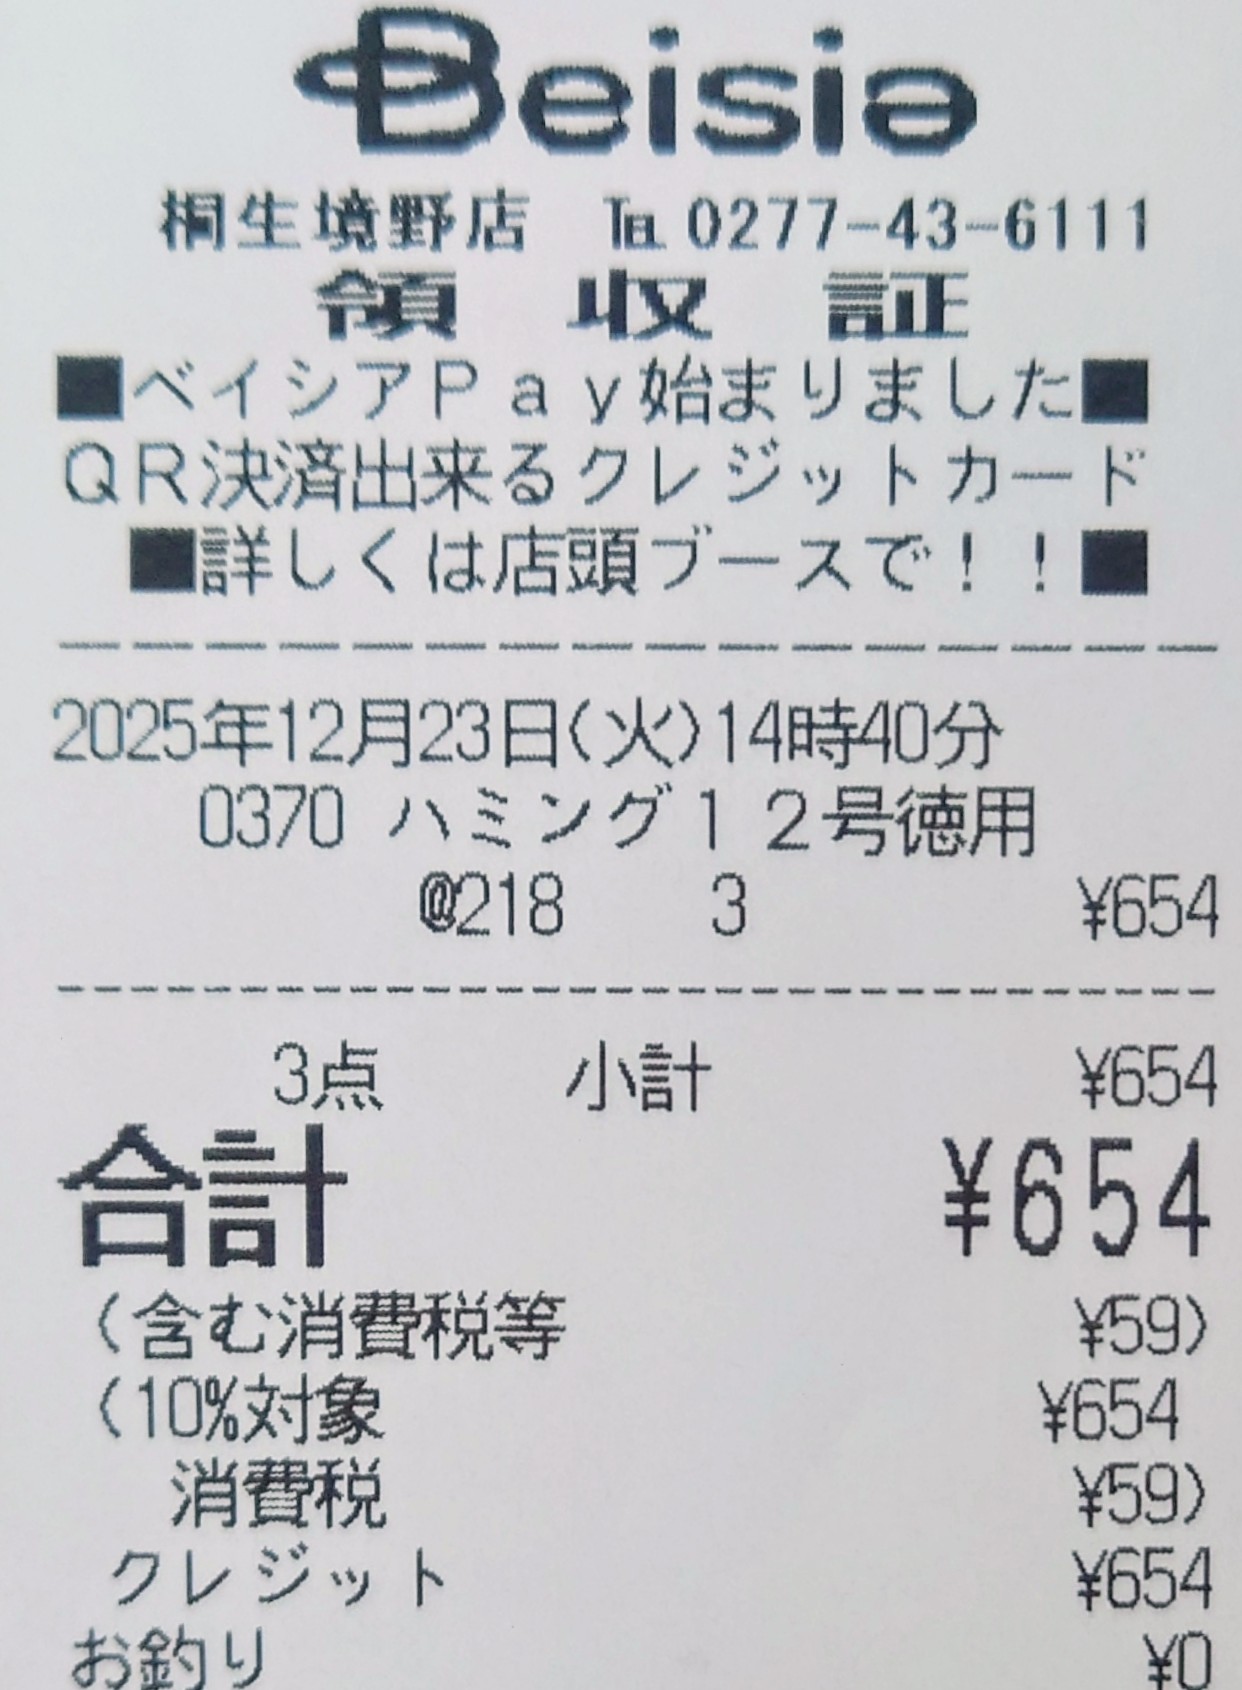 Beisia
桐生境野店 ℡0277-43-6111
領収証
■ベイシアPay始まりました■
QR決済出来るクレジットカード
■詳しくは店頭ブースで!!■
2025年12月23日(火)14時40分
0370 ハミング12号徳用
@218 3 ¥654
3点 小計 ¥654
合計 ¥654
(含む消費税等 ¥59)
(10%対象 ¥654
消費税 ¥59)
クレジット ¥654
お釣り ¥0